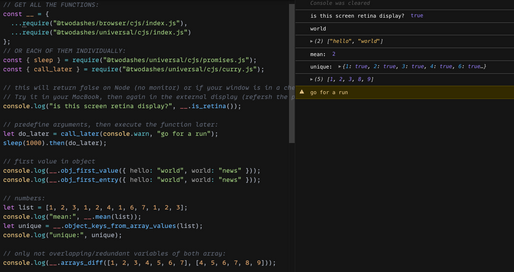 // GET ALL THE FUNCTIONS:
const __ = {
...require("@twodashes/browser/cjs/index.js"),
...require("@twodashes/universal/cjs/index.js")
};
// OR EACH OF THEM INDIVIDUALLY:
const { sleep } = require("@twodashes/universal/cjs/promises.js");
const { call_later } = require("@twodashes/universal/cjs/curry.js");
// this will return false on Node (no monitor) or if your window is in a che
// Try it in your MacBook, then again in the external display (refersh the s
console.log("is this screen retina display?", __.is_retina());
// predefine arguments, then execute the function later:
let do_later = call_later(console.warn, "go for a run");
sleep(1000).then(do_later);
// first value in object
console.log(__.obj_first_value({ hello: "world", world: "news" }));
console.log(__.obj_first_entry({ hello: "world", world: "news" }));
// numbers:
let list = [1, 2, 3, 1, 2, 4, 1, 6, 7, 1, 2, 3];
console.log("mean:", __.mean(list));
let unique = __.object_keys_from_array_values(list);
console.log("unique:", unique);
// only not overlapping/redundant variables of both array:
console.log(__.arrays_diff([1, 2, 3, 4, 5, 6, 7], [4, 5, 6, 7, 8, 9]));
Console was cleared
is this screen retina display? true
world
(2) ["hello", "world"]
mean: 2
unique: {1: true, 2: true, 3: true, 4: true, 6: true…}
(5) [1, 2, 3, 8, 9]
go for a run